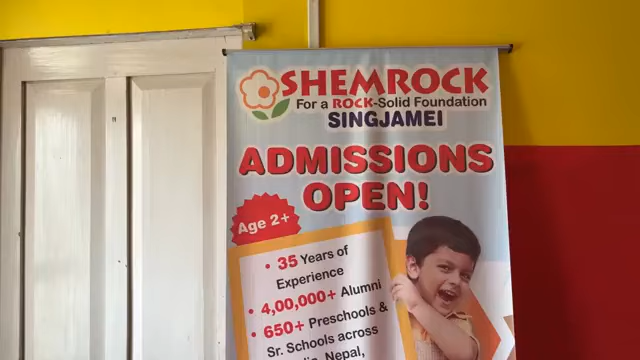 SHEMROCK
For a ROCK-Solid Foundation
SINGJAMEI
ADMISSIONS
OPEN!
Age 2+
• 35 Years of
Experience
• 4,00,000+ Alumni
• 650+ Preschools &
Sr. Schools across
Nepal,